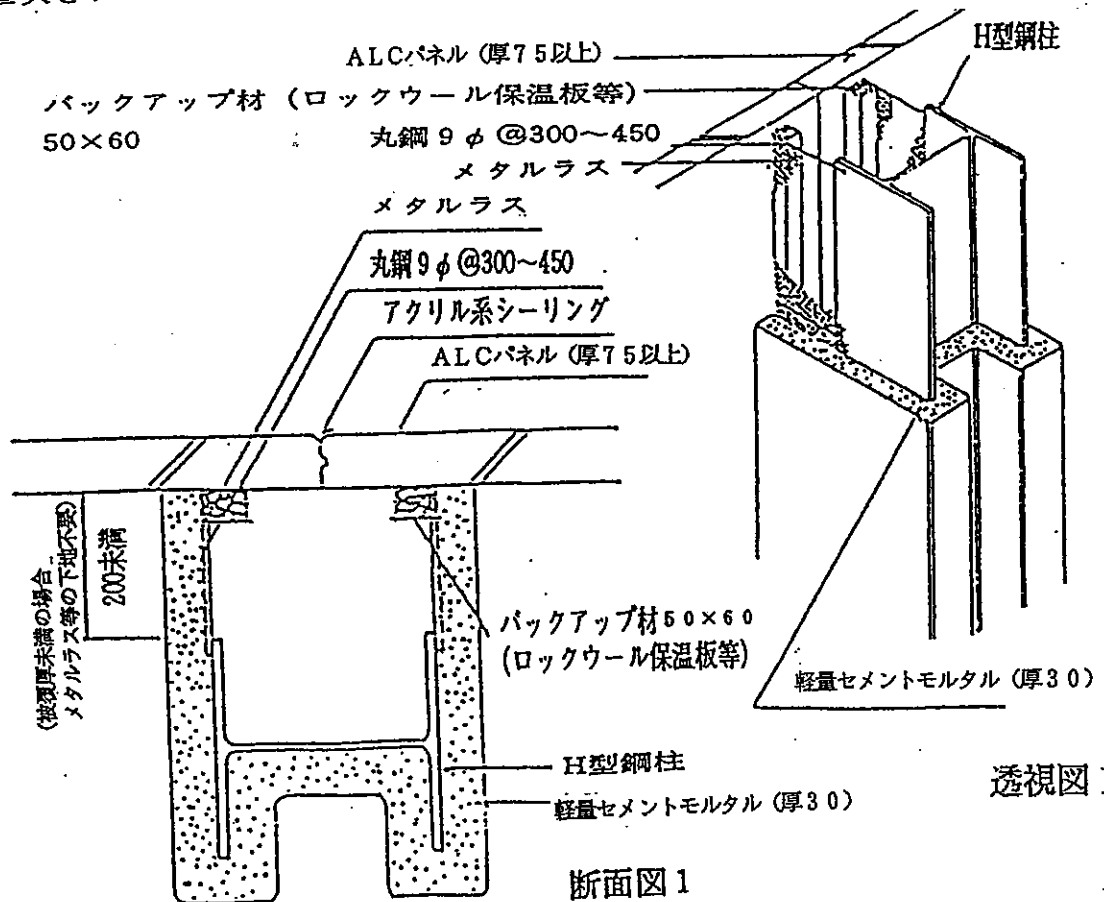 ALCパネル (厚75以上)
H型鋼柱
バックアップ材 (ロックウール保温板等)
50×60
丸鋼9φ@300〜450
メタルラス
メタルラス
丸鋼9φ@300〜450
アクリル系シーリング
ALCパネル (厚75以上)
200未満
(被覆厚未満の場合
メタルラス等の下地不要)
バックアップ材50×60
(ロックウール保温板等)
軽量セメントモルタル (厚30)
H型鋼柱
軽量セメントモルタル (厚30)
透視図
断面図1